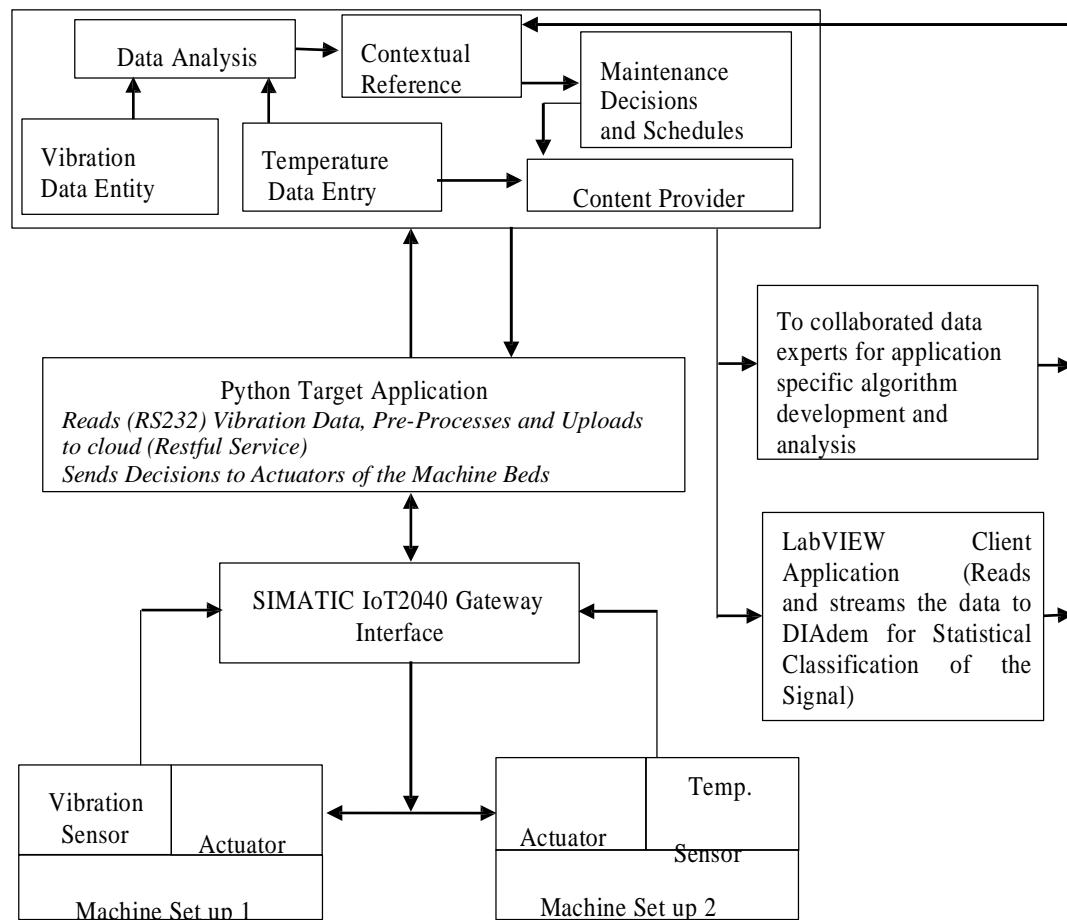 Data Analysis
Contextual
Reference
Maintenance
Decisions
and Schedules
Vibration
Data Entity
Temperature
Data Entry
Content Provider
To collaborated data
experts for application
specific algorithm
development and
analysis
Python Target Application
Reads (RS232) Vibration Data, Pre-Processes and Uploads
to cloud (Restful Service)
Sends Decisions to Actuators of the Machine Beds
LabVIEW Client
Application (Reads
and streams the data to
DIAdem for Statistical
Classification of the
Signal)
SIMATIC IoT2040 Gateway
Interface
Vibration
Sensor
Actuator
Machine Set up 1
Actuator
Temp.
Sensor
Machine Set up 2